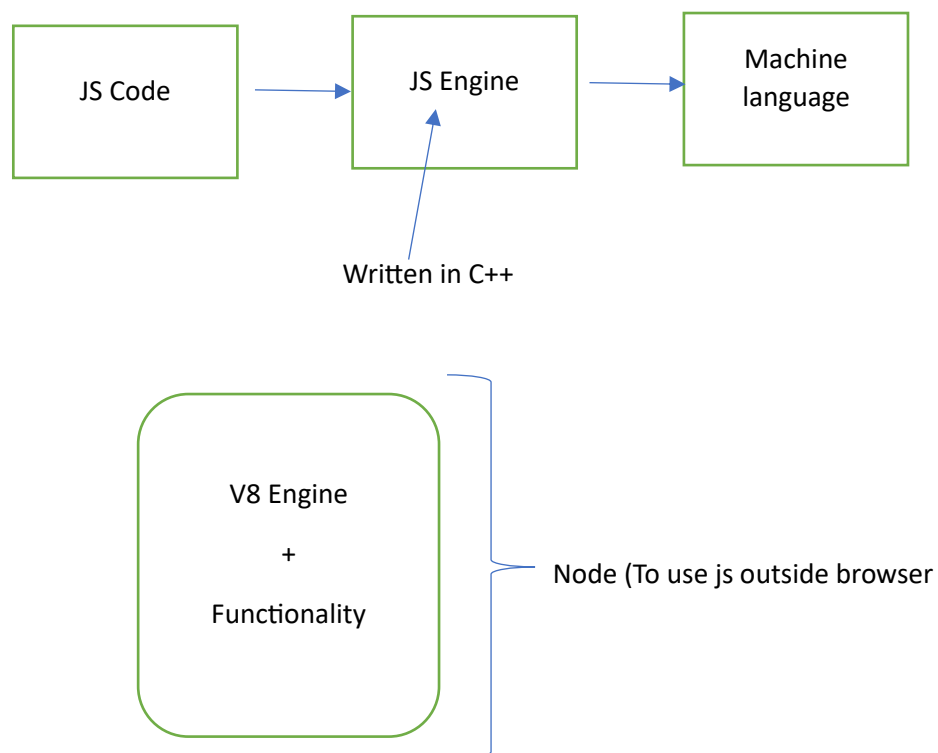 JS Code
JS Engine
Machine
language
Written in C++
V8 Engine
+
Functionality
Node (To use js outside browser